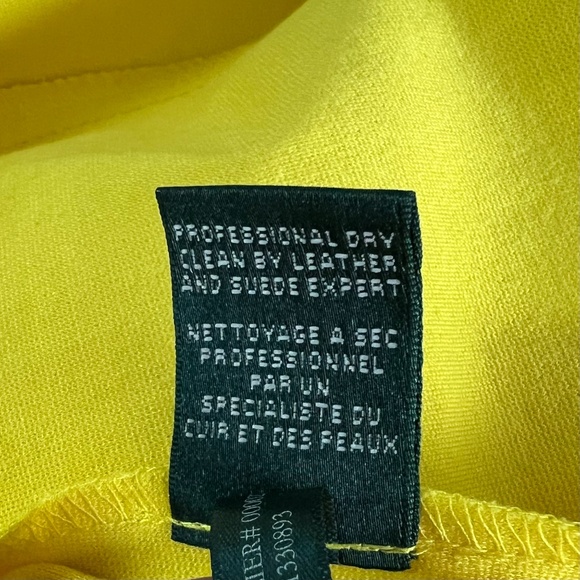 PROFESSIONAL DRY
CLEAN BY LEATHER
AND SUEDE EXPERT
NETTOYAGE A SEC
PROFESSIONNEL
PAR UN
SPECIALISTE DU
CUIR ET DES PEAUX
1330893